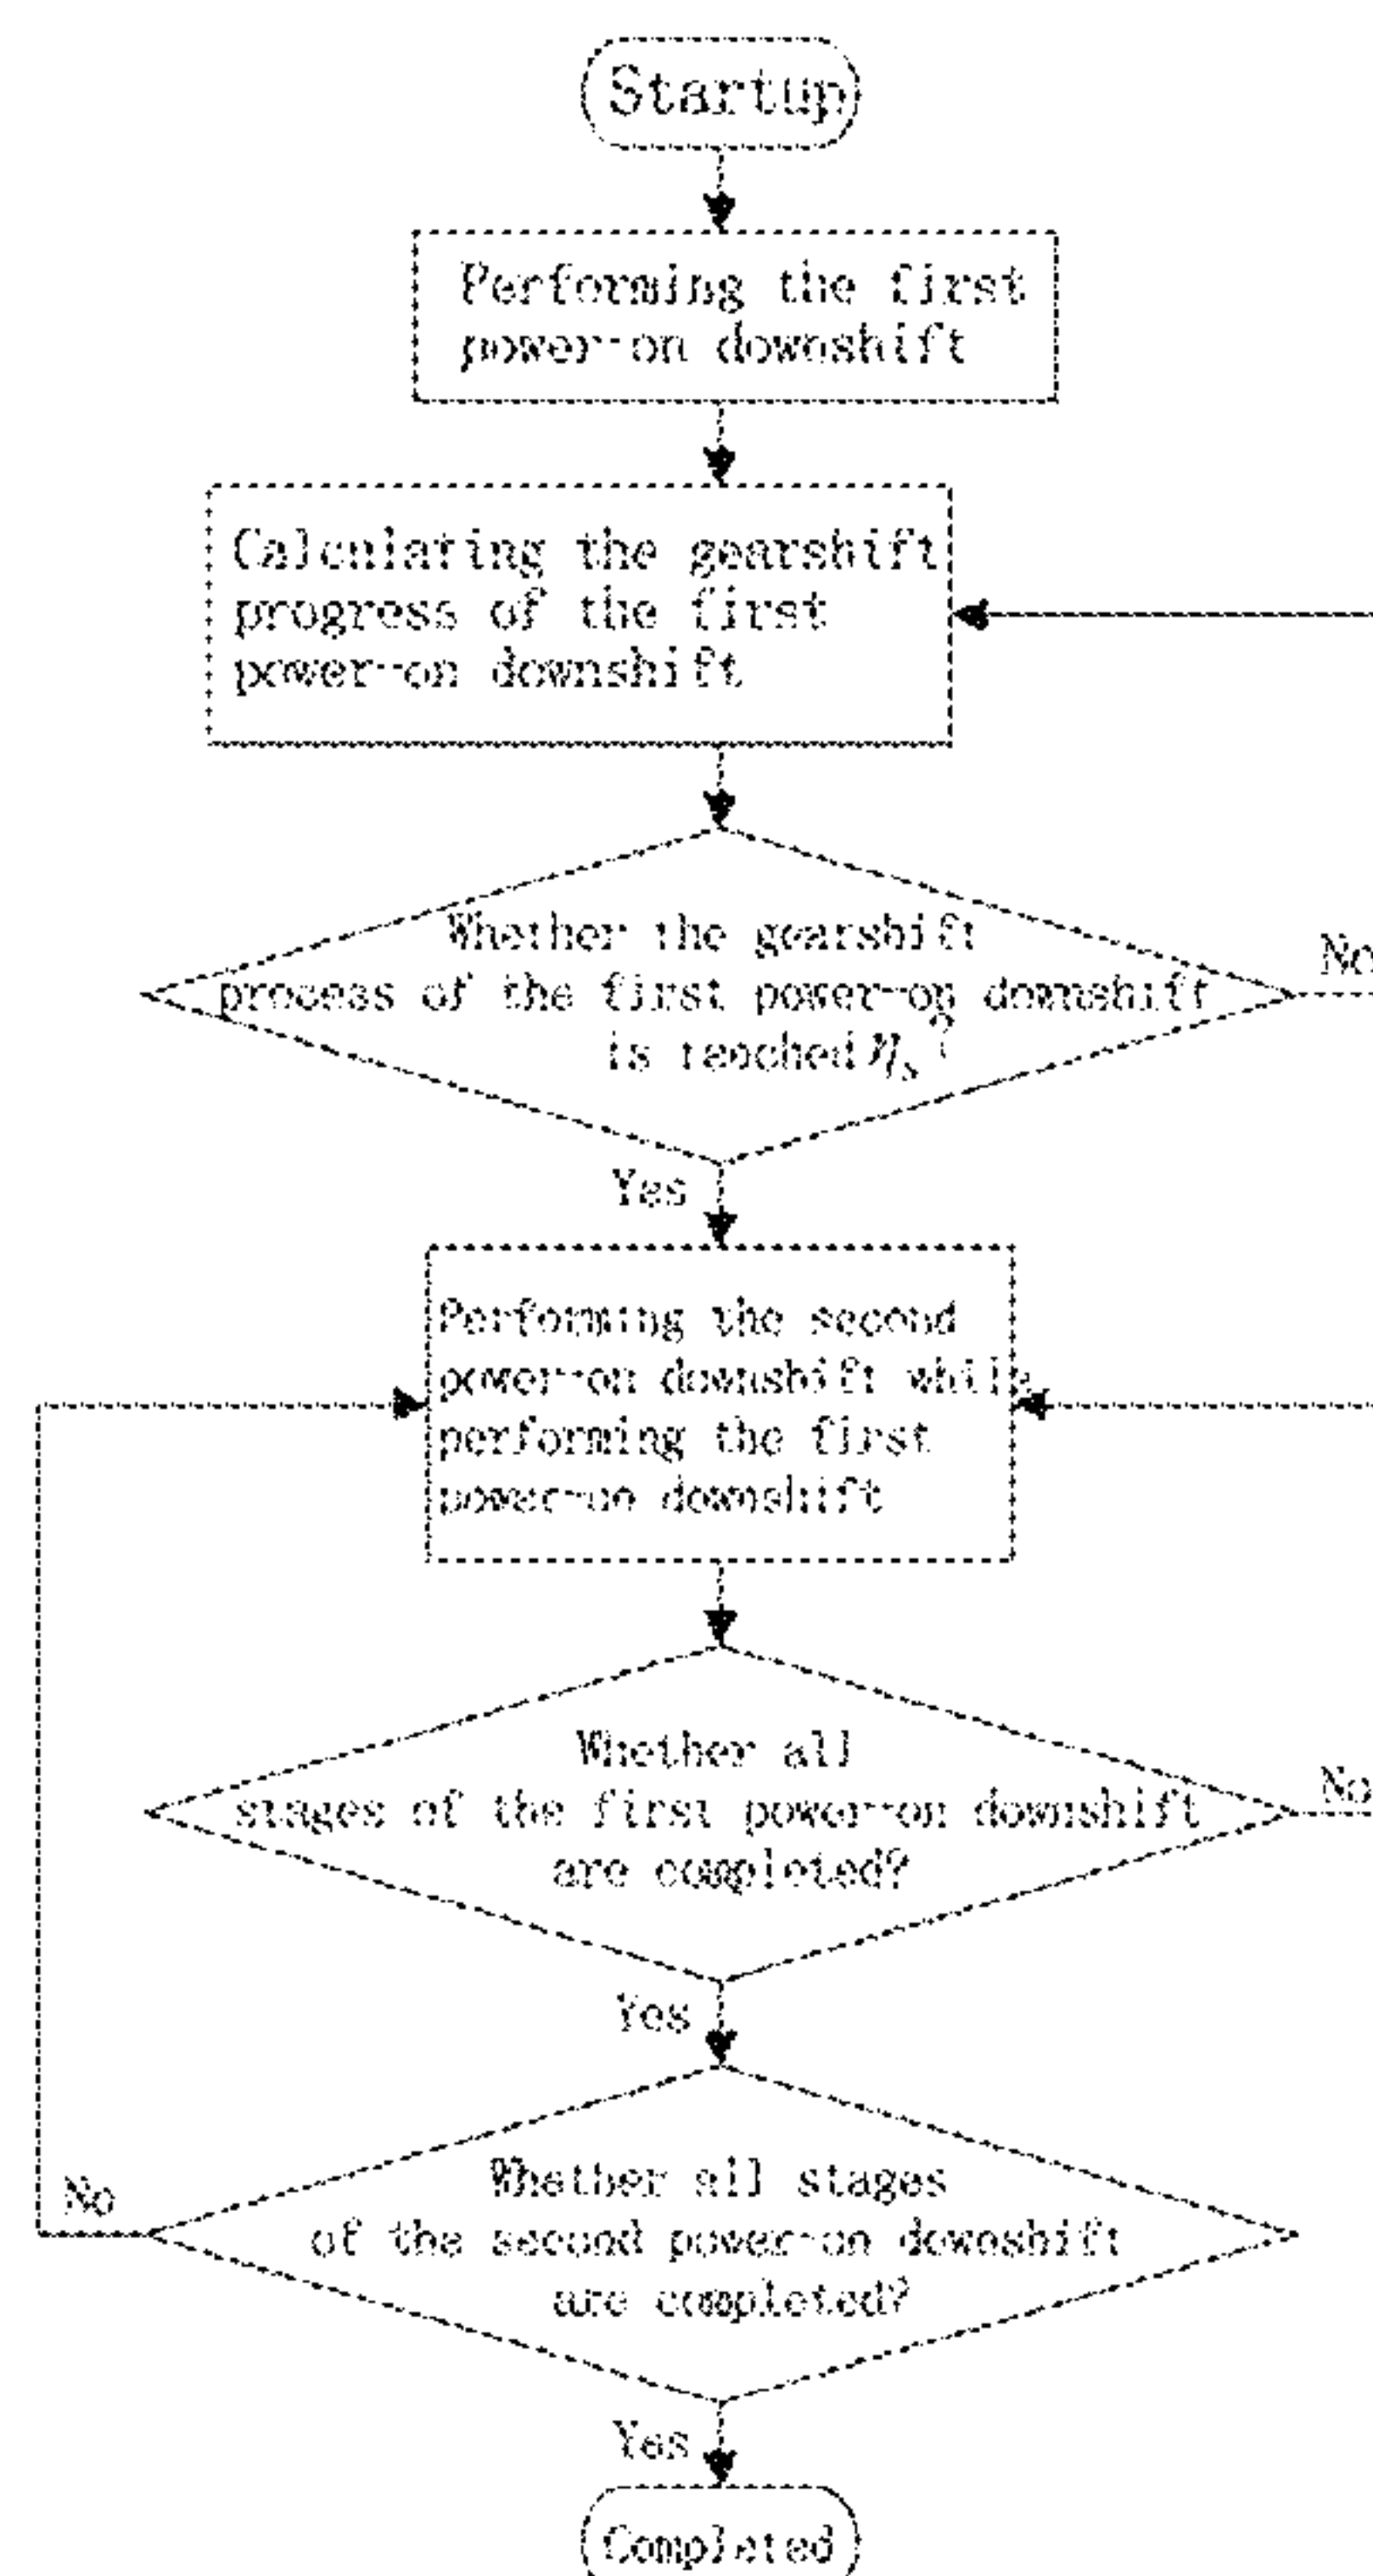 Startup
Performing the first
power-on downshift
Calculating the gearshift
progress of the first
power-on downshift
Whether the gearshift
process of the first power-on downshift
is reached ηs ?
No
Yes
Performing the second
power-on downshift while
performing the first
power-on downshift
Whether all
stages of the first power-on downshift
are completed?
No
Yes
Whether all stages
of the second power-on downshift
are completed?
No
Yes
Completed